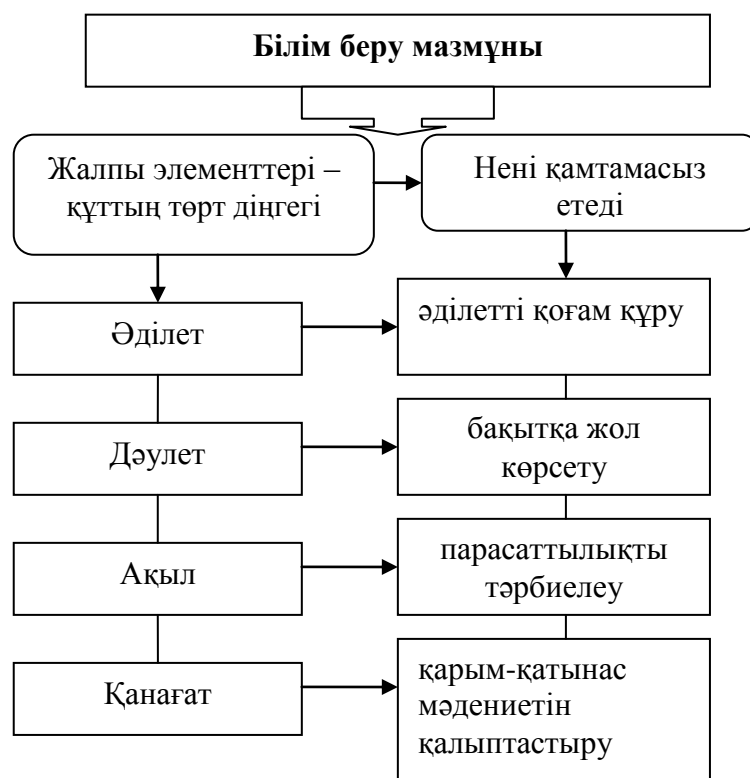 Білім беру мазмұны
Жалпы элементтері –
құттың төрт діңгегі
Нені қамтамасыз
етеді
Әділет
әділетті қоғам құру
Дәулет
бақытқа жол
көрсету
Ақыл
парасаттылықты
тәрбиелеу
Қанағат
қарым-қатынас
мәдениетін
қалыптастыру